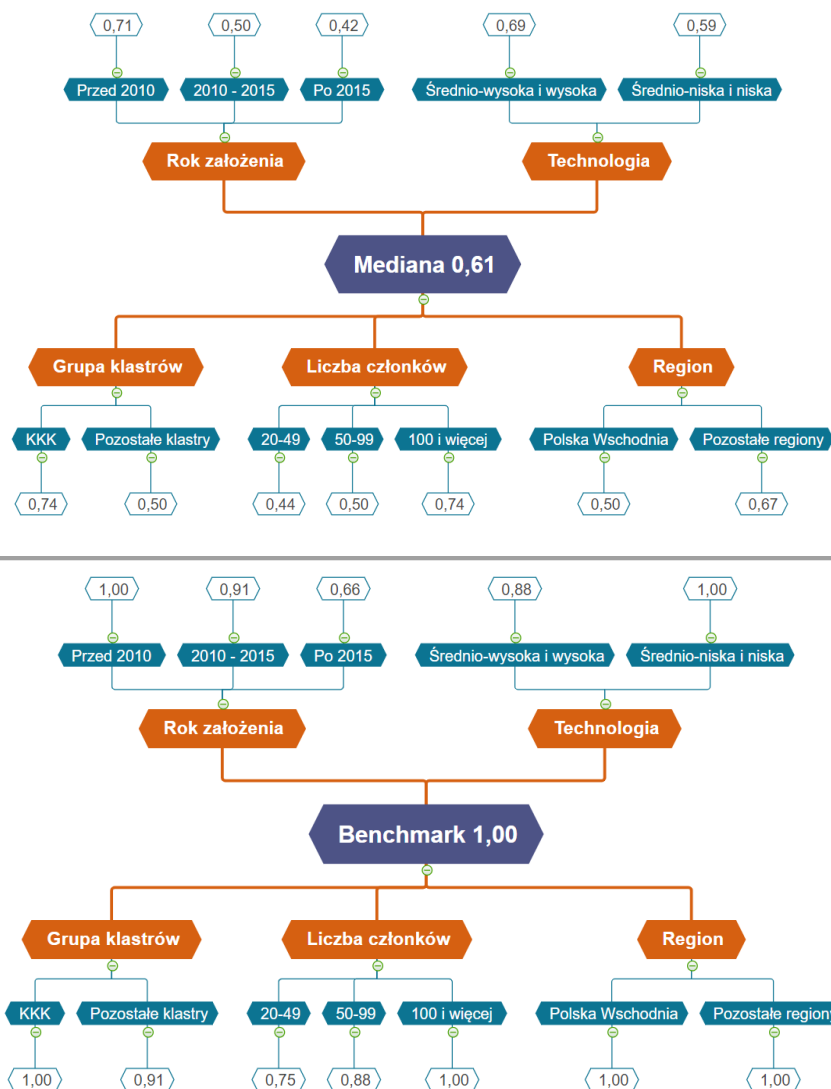 0,71 0,50 0,42 0,69 0,59
Przed 2010 2010 - 2015 Po 2015 Średnio-wysoka i wysoka Średnio-niska i niska
Rok założenia Technologia
Mediana 0,61
Grupa klastrów Liczba członków Region
KKK Pozostałe klastry 20-49 50-99 100 i więcej Polska Wschodnia Pozostałe regiony
0,74 0,50 0,44 0,50 0,74 0,50 0,67
1,00 0,91 0,66 0,88 1,00
Przed 2010 2010 - 2015 Po 2015 Średnio-wysoka i wysoka Średnio-niska i niska
Rok założenia Technologia
Benchmark 1,00
Grupa klastrów Liczba członków Region
KKK Pozostałe klastry 20-49 50-99 100 i więcej Polska Wschodnia Pozostałe regiony
1,00 0,91 0,75 0,88 1,00 1,00 1,00